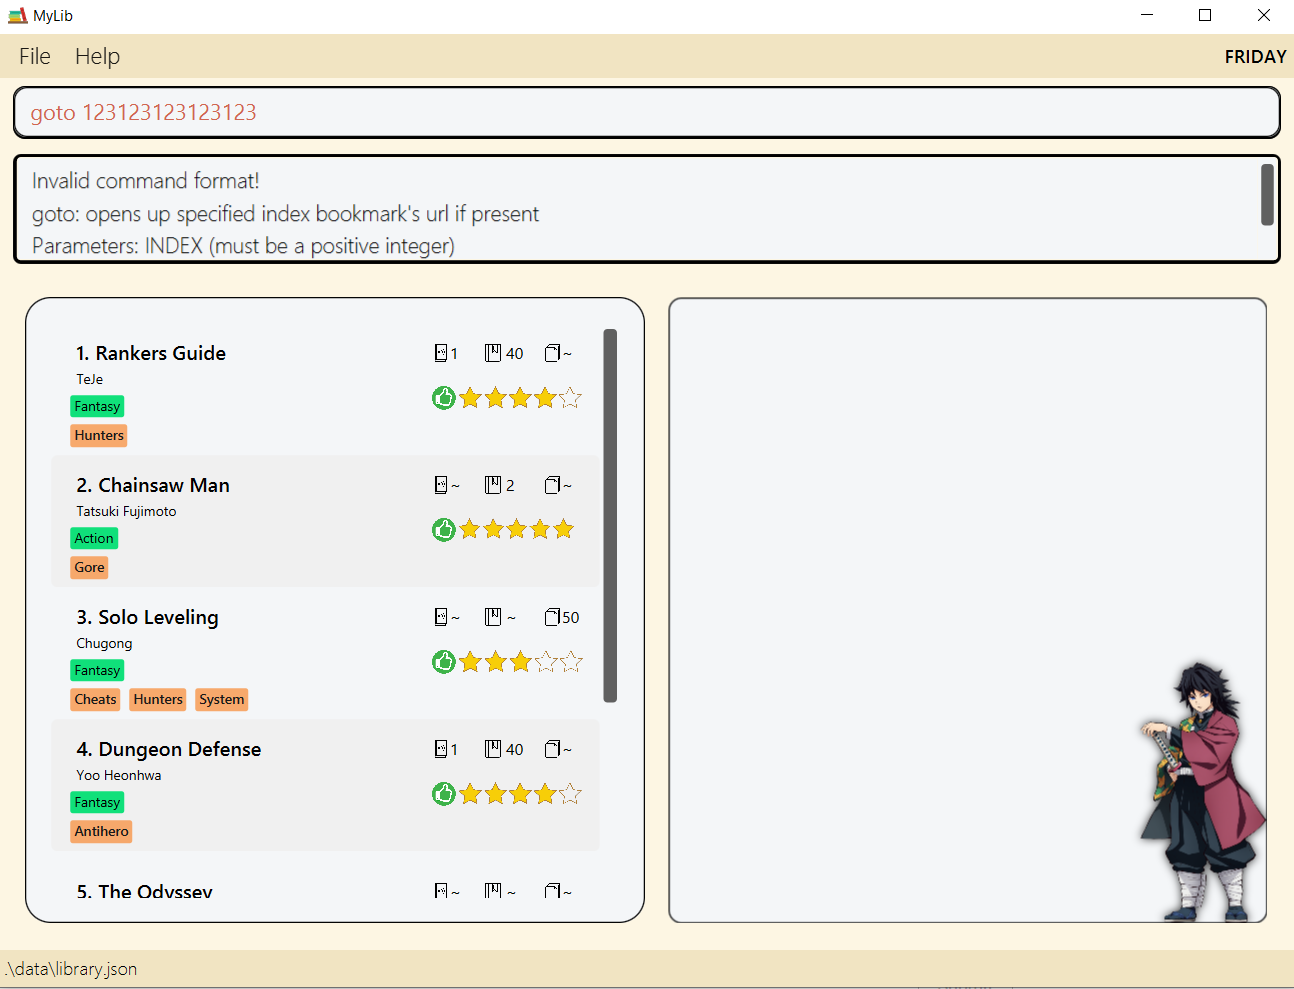 MyLib
File Help FRIDAY
goto 123123123123123
Invalid command format!
goto: opens up specified index bookmark's url if present
Parameters: INDEX (must be a positive integer)
1. Rankers Guide 1 40 ~
TeJe
Fantasy
Hunters
2. Chainsaw Man ~ 2 ~
Tatsuki Fujimoto
Action
Gore
3. Solo Leveling ~ ~ 50
Chugong
Fantasy
Cheats Hunters System
4. Dungeon Defense 1 40 ~
Yoo Heonhwa
Fantasy
Antihero
5. The Odyssey ~ ~ ~
.\data\library.json